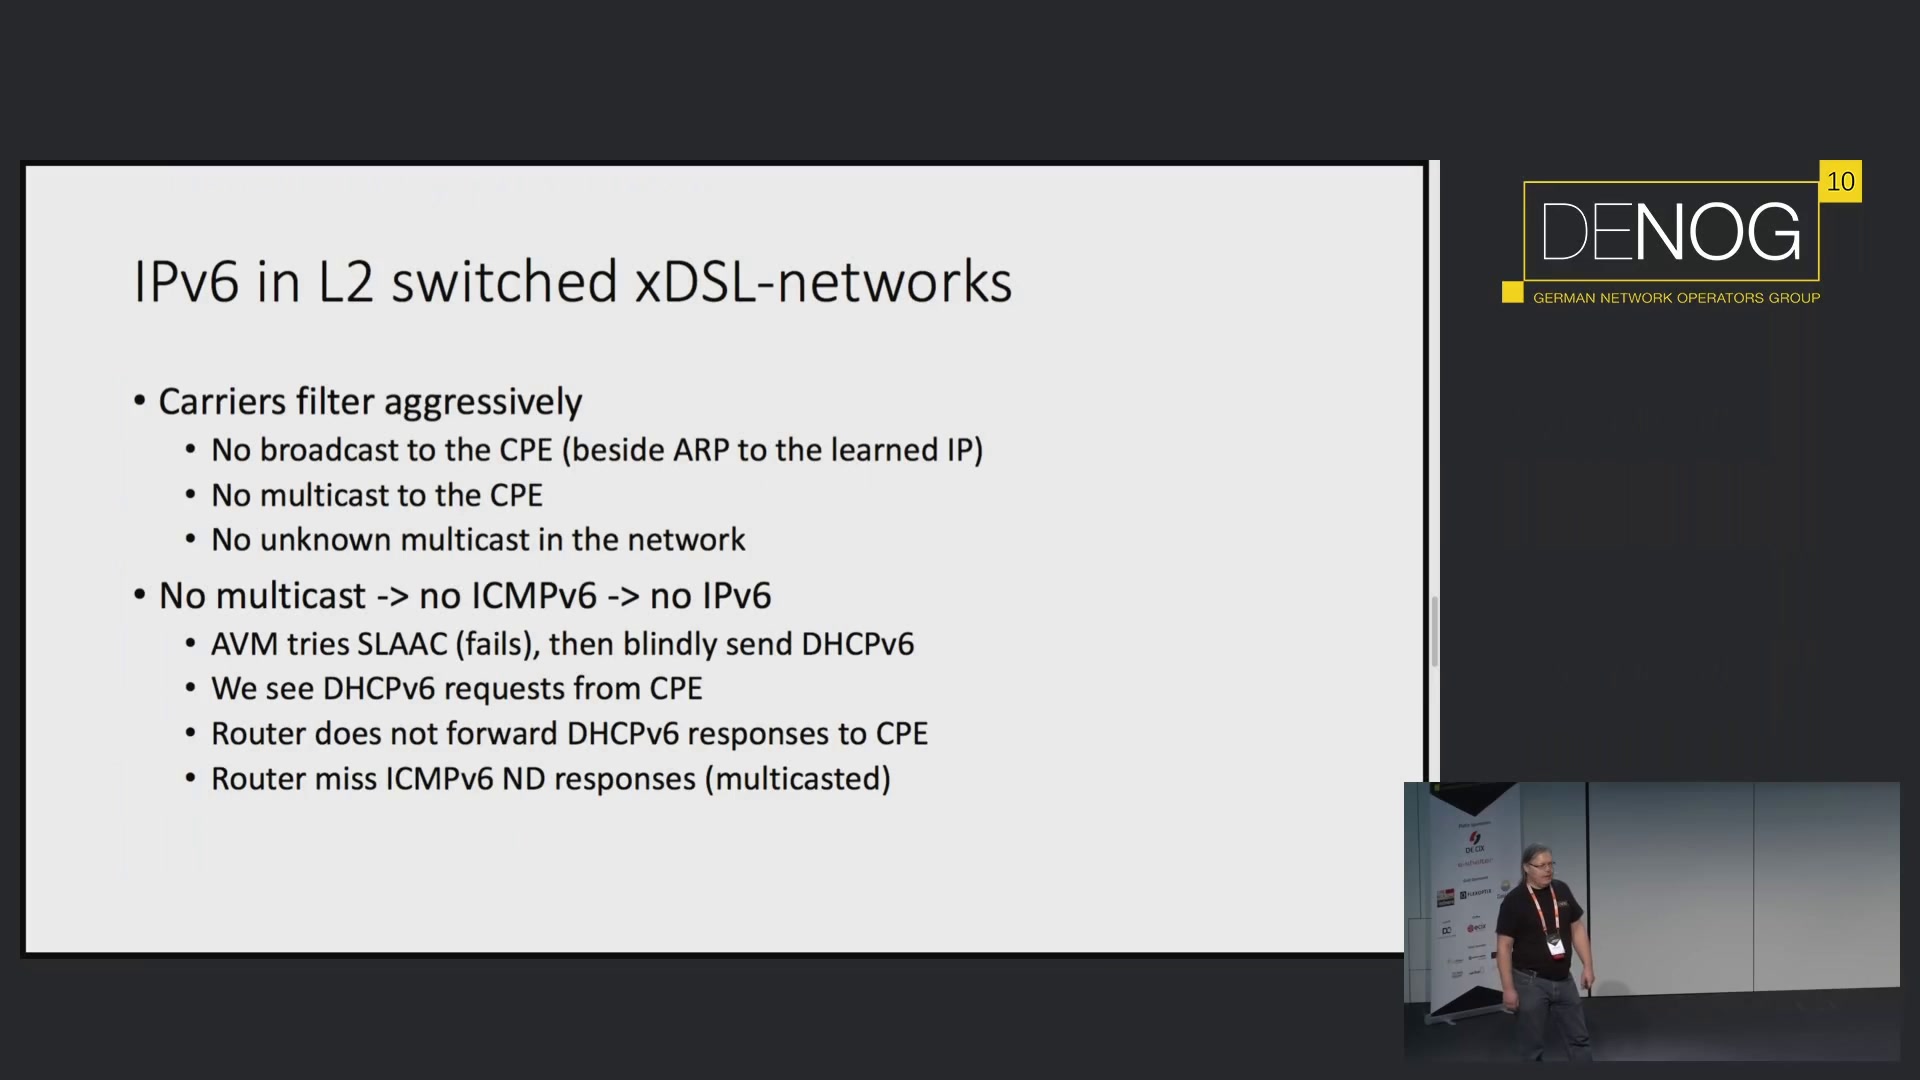 10
DENOG
GERMAN NETWORK OPERATORS GROUP
IPv6 in L2 switched xDSL-networks
• Carriers filter aggressively
• No broadcast to the CPE (beside ARP to the learned IP)
• No multicast to the CPE
• No unknown multicast in the network
• No multicast -> no ICMPv6 -> no IPv6
• AVM tries SLAAC (fails), then blindly send DHCPv6
• We see DHCPv6 requests from CPE
• Router does not forward DHCPv6 responses to CPE
• Router miss ICMPv6 ND responses (multicasted)
DE CIX
FLEXOPTIX